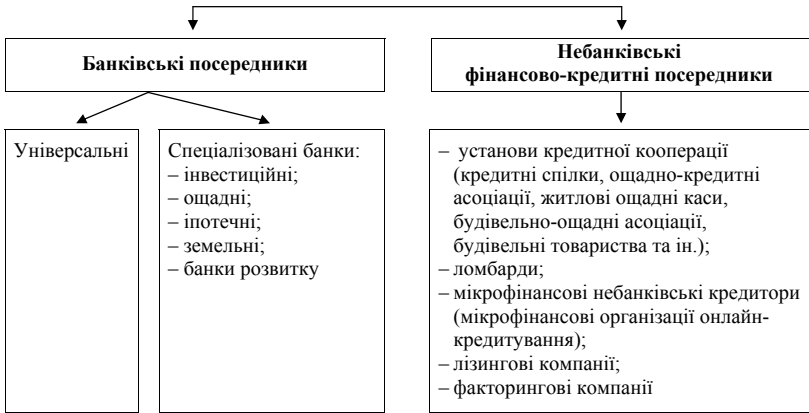 Банківські посередники
Небанківські
фінансово-кредитні посередники
Універсальні
Спеціалізовані банки:
– інвестиційні;
– ощадні;
– іпотечні;
– земельні;
– банки розвитку
– установи кредитної кооперації
(кредитні спілки, ощадно-кредитні
асоціації, житлові ощадні каси,
будівельно-ощадні асоціації,
будівельні товариства та ін.);
– ломбарди;
– мікрофінансові небанківські кредитори
(мікрофінансові організації онлайн-
кредитування);
– лізингові компанії;
– факторингові компанії